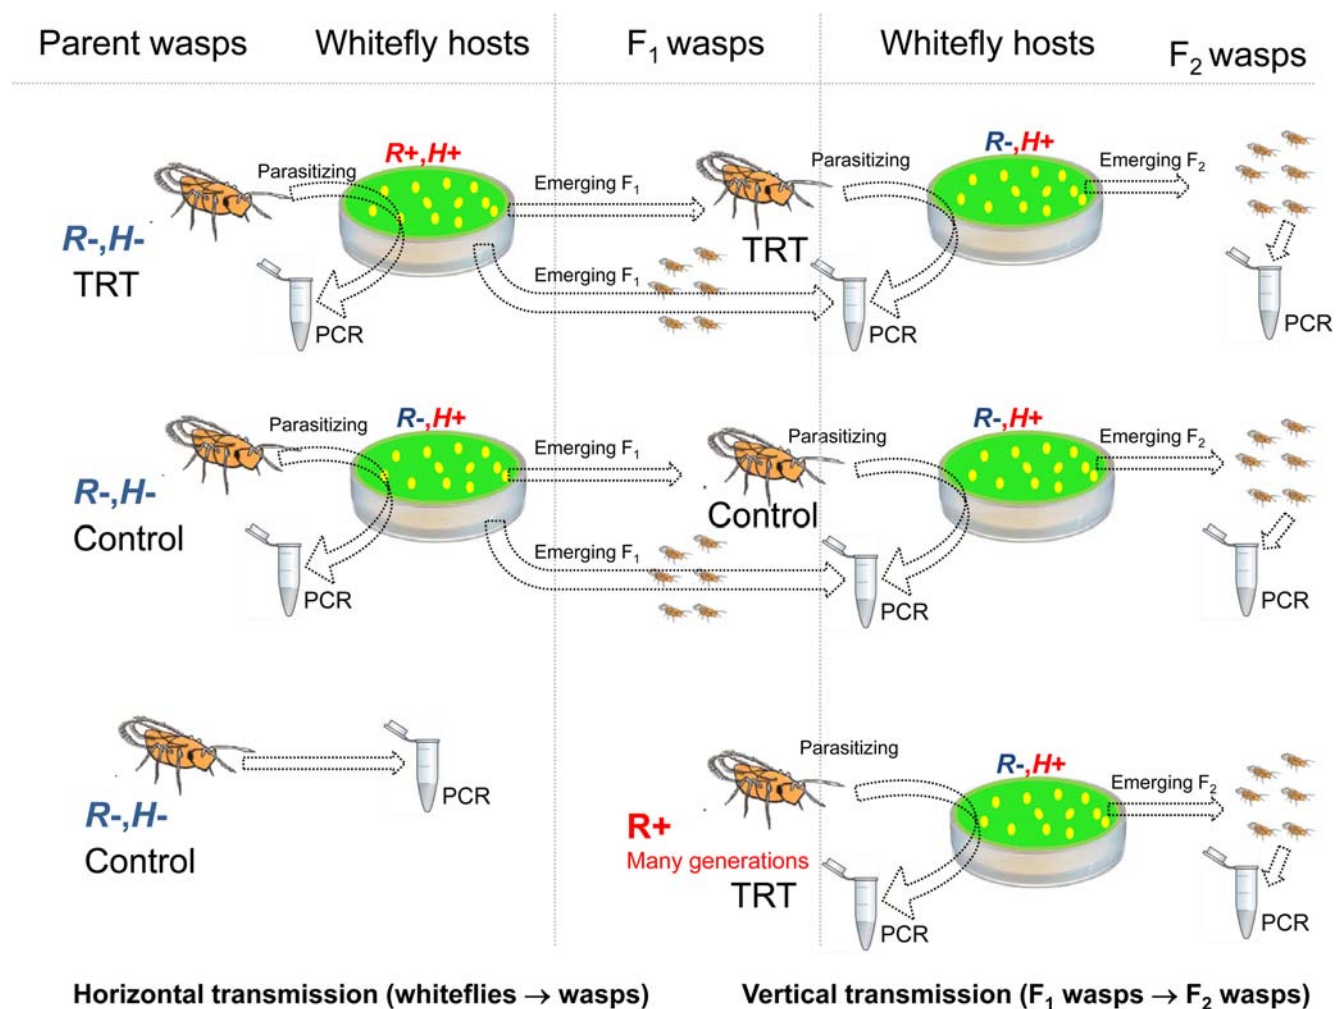 Parent wasps
Whitefly hosts
F₁ wasps
Whitefly hosts
F₂ wasps
R-,H-
TRT
Parasitizing
R+,H+
PCR
Emerging F₁
Emerging F₁
TRT
Parasitizing
R-,H+
PCR
Emerging F₂
PCR
R-,H-
Control
Parasitizing
R-,H+
PCR
Emerging F₁
Emerging F₁
Control
Parasitizing
R-,H+
PCR
Emerging F₂
PCR
R-,H-
Control
PCR
R+
Many generations
TRT
Parasitizing
R-,H+
PCR
Emerging F₂
PCR
Horizontal transmission (whiteflies → wasps)
Vertical transmission (F₁ wasps → F₂ wasps)